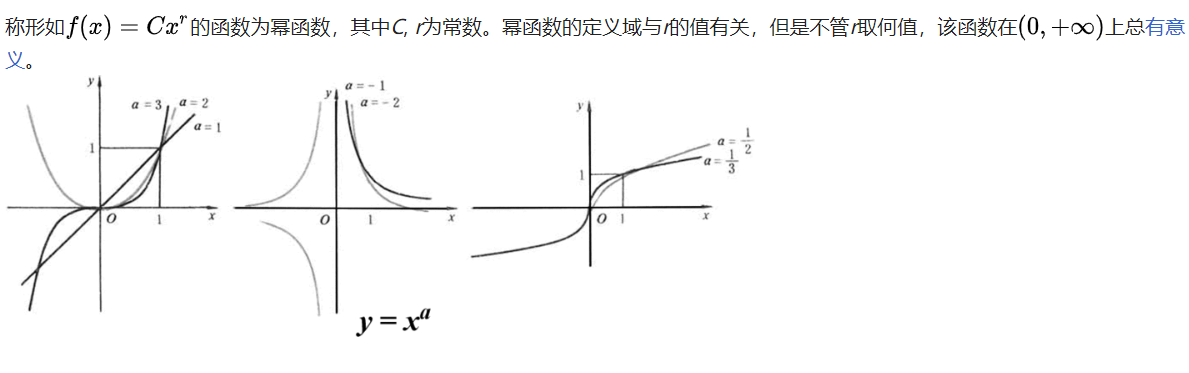 称形如f(x) = Cx^r的函数为幂函数，其中C, r为常数。幂函数的定义域与r的值有关，但是不管r取何值，该函数在(0, +∞)上总有意
义。
y
a = 3
a = 2
a = 1
1
O
1
x
y
a = - 1
a = - 2
O
1
x
y
a = 1/2
a = 1/3
1
O
1
x
y = x^a